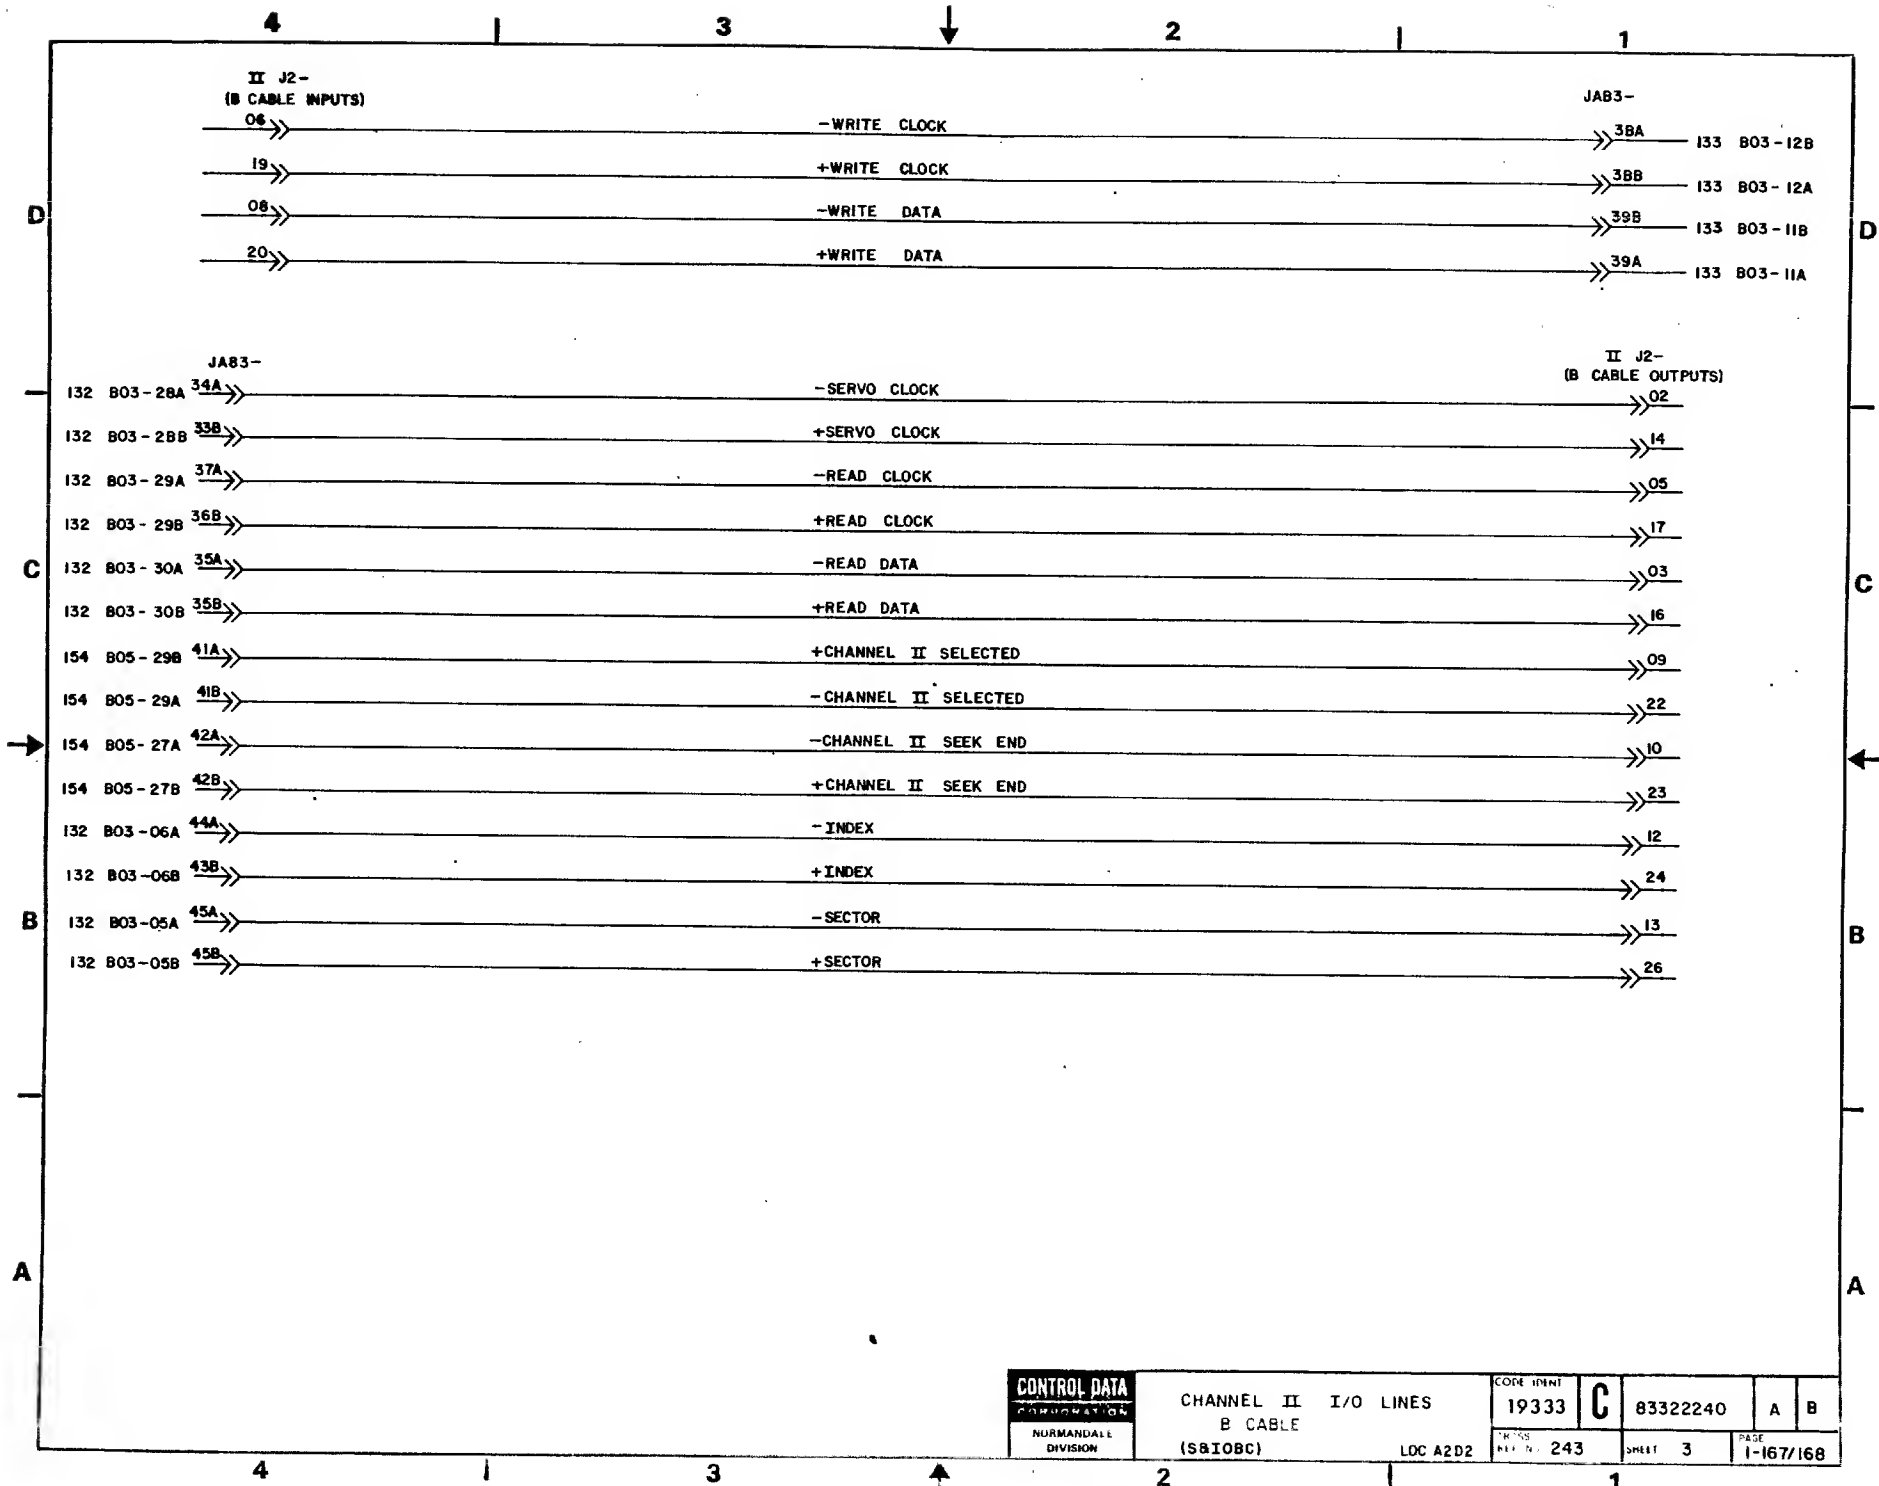 4 3 2 1
II J2-
(B CABLE INPUTS)
JAB3-
06 -WRITE CLOCK 3BA 133 B03-12B
19 +WRITE CLOCK 3BB 133 B03-12A
D D
08 -WRITE DATA 39B 133 B03-11B
20 +WRITE DATA 39A 133 B03-11A
JA83-
II J2-
(B CABLE OUTPUTS)
132 B03-28A 34A -SERVO CLOCK 02
132 B03-2BB 33B +SERVO CLOCK 14
132 B03-29A 37A -READ CLOCK 05
132 B03-29B 36B +READ CLOCK 17
C 132 B03-30A 35A -READ DATA 03 C
132 B03-30B 35B +READ DATA 16
154 B05-29B 41A +CHANNEL II SELECTED 09
154 B05-29A 41B -CHANNEL II SELECTED 22
154 B05-27A 42A -CHANNEL II SEEK END 10
154 B05-27B 42B +CHANNEL II SEEK END 23
132 B03-06A 44A -INDEX 12
132 B03-06B 43B +INDEX 24
B 132 B03-05A 45A -SECTOR 13 B
132 B03-05B 45B +SECTOR 26
A A
CONTROL DATA
CORPORATION
NORMANDALE
DIVISION
CHANNEL II I/O LINES
B CABLE
(S&IOBC) LOC A2D2
CODE IDENT
19333 C 83322240 A B
CROSS
REF NO. 243 SHEET 3 PAGE 1-167/168
4 3 2 1